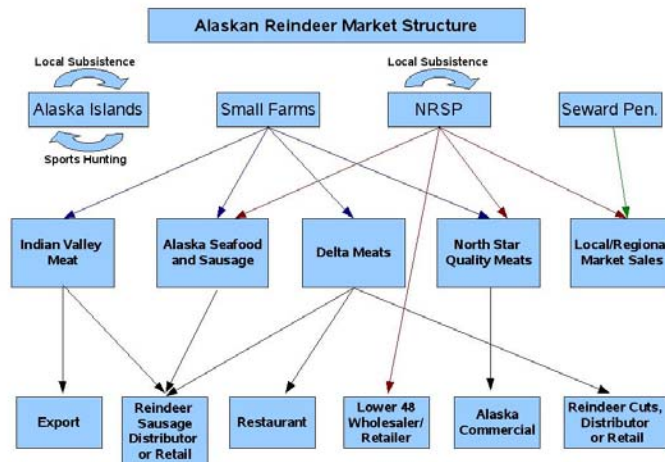 Alaskan Reindeer Market Structure
Local Subsistence
Local Subsistence
Alaska Islands
Small Farms
NRSP
Seward Pen.
Sports Hunting
Indian Valley
Meat
Alaska Seafood
and Sausage
Delta Meats
North Star
Quality Meats
Local/Regional
Market Sales
Export
Reindeer
Sausage
Distributor
or Retail
Restaurant
Lower 48
Wholesaler/
Retailer
Alaska
Commercial
Reindeer Cuts,
Distributor
or Retail